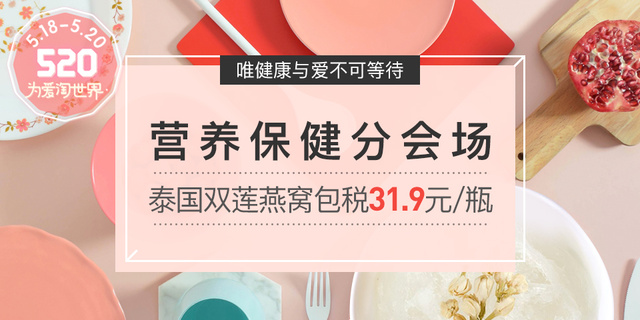 5.18-5.20
520
为爱淘世界
唯健康与爱不可等待
营养保健分会场
泰国双莲燕窝包税31.9元/瓶